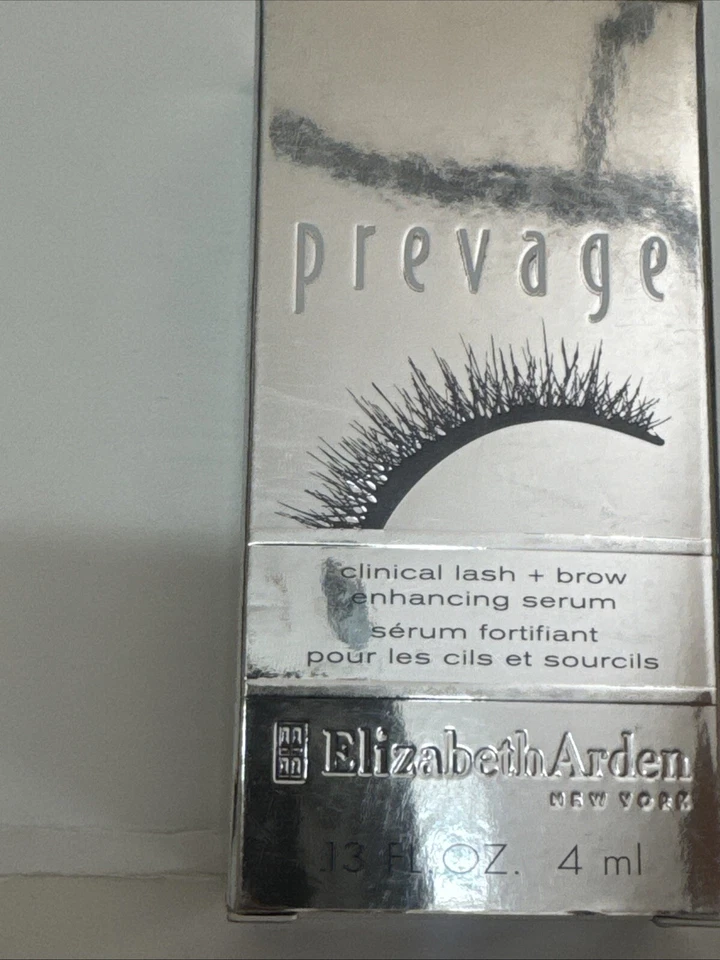 prevage
clinical lash + brow
enhancing serum
sérum fortifiant
pour les cils et sourcils
ElizabethArden
NEW YORK
.13 FL. OZ. 4 ml